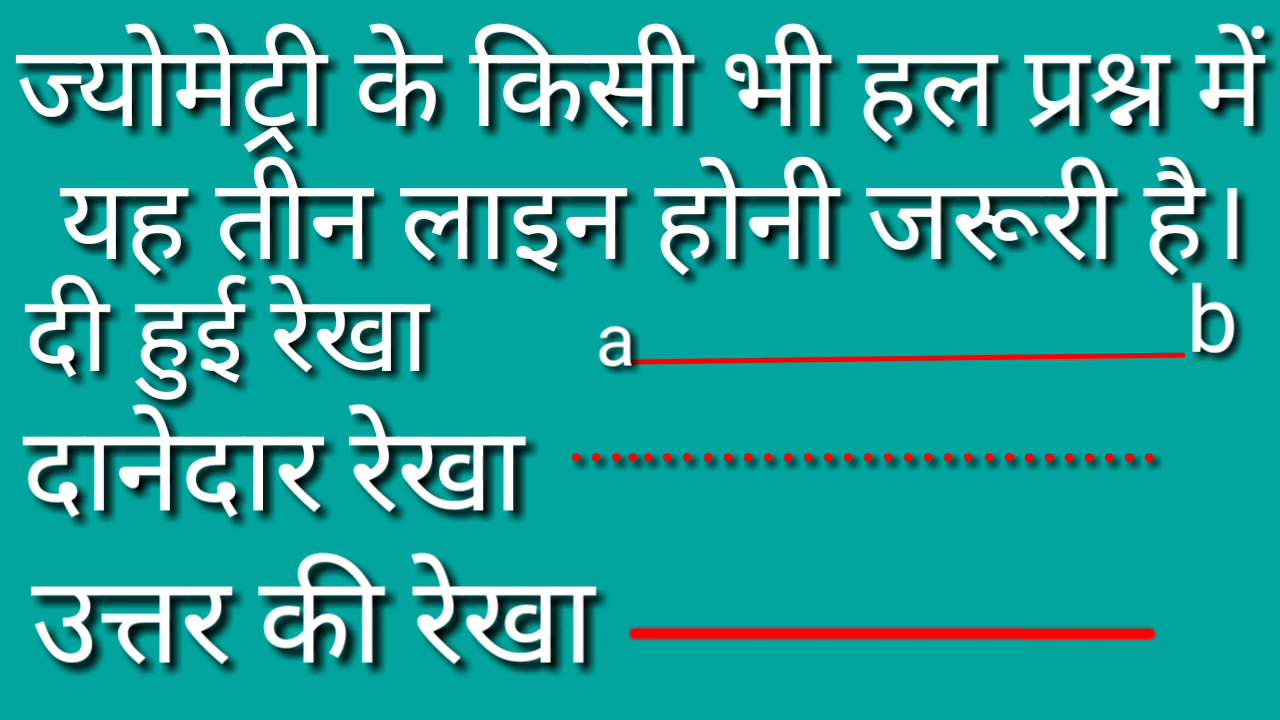 ज्योमेट्री के किसी भी हल प्रश्न में
यह तीन लाइन होनी जरूरी है।
दी हुई रेखा a b
दानेदार रेखा
उत्तर की रेखा